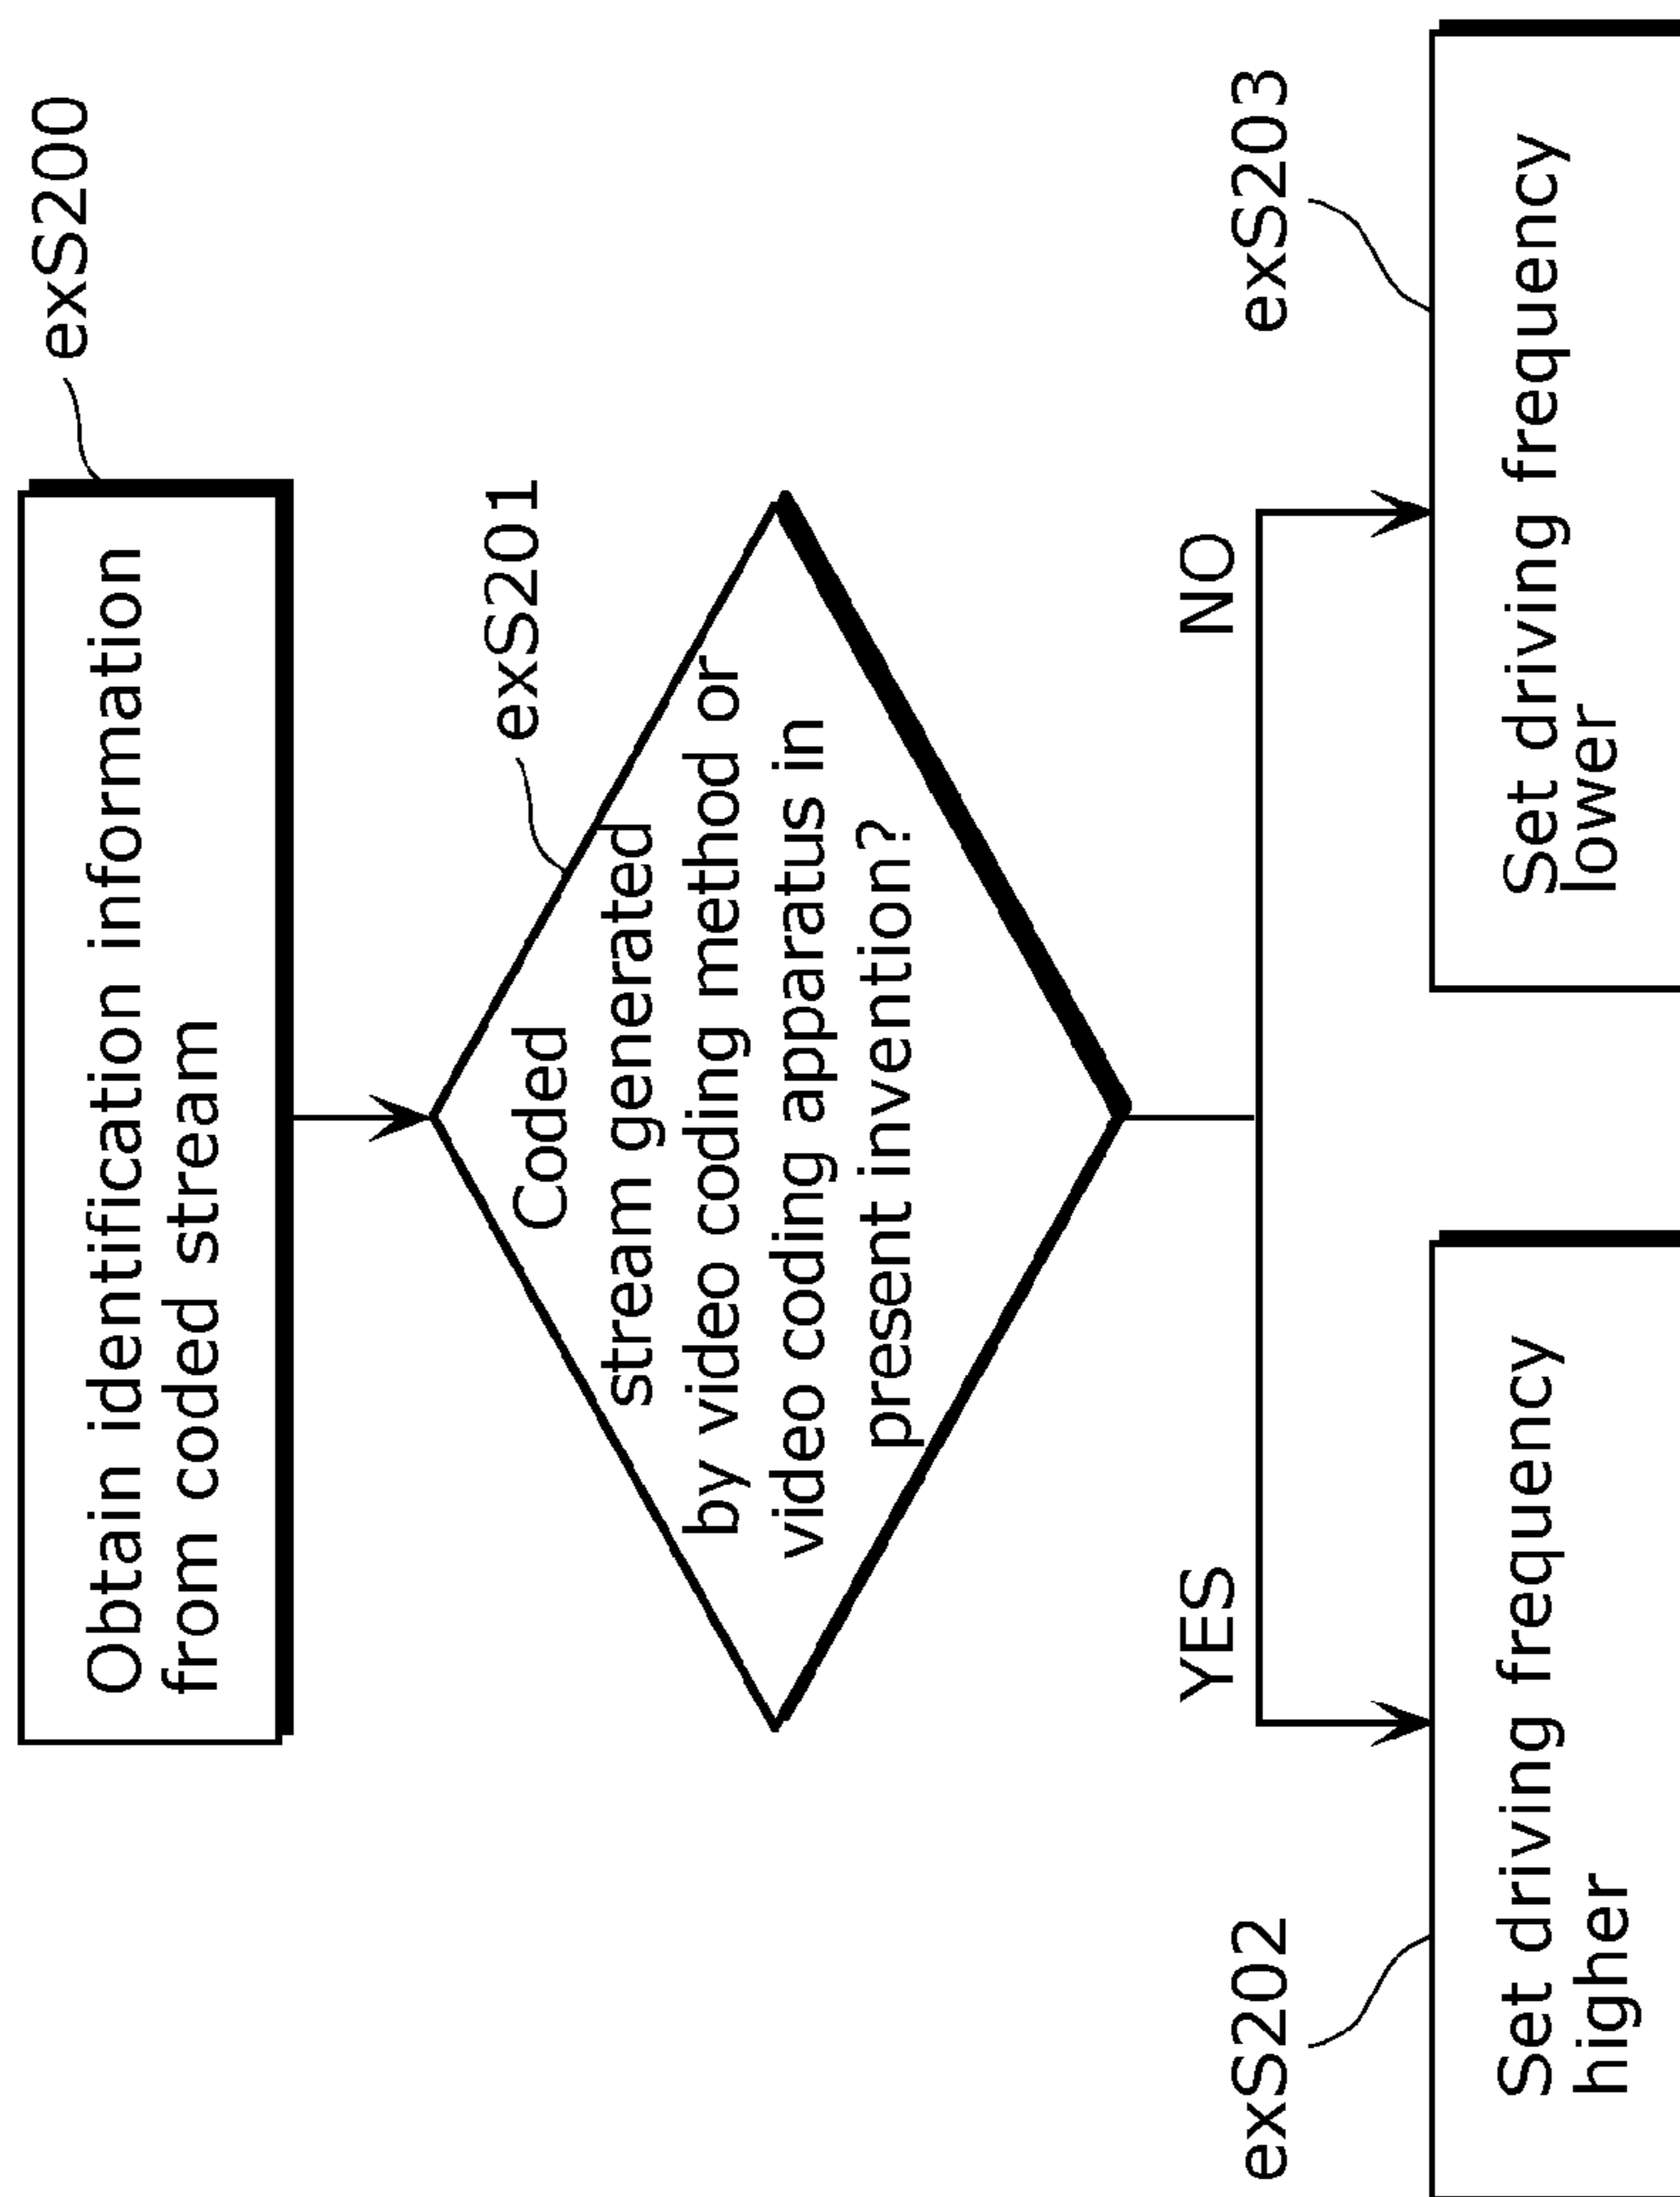 exS200
Obtain identification information
from coded stream
exS201
Coded
stream generated
by video coding method or
video coding apparatus in
present invention?
YES
NO
exS202
exS203
Set driving frequency
higher
Set driving frequency
lower